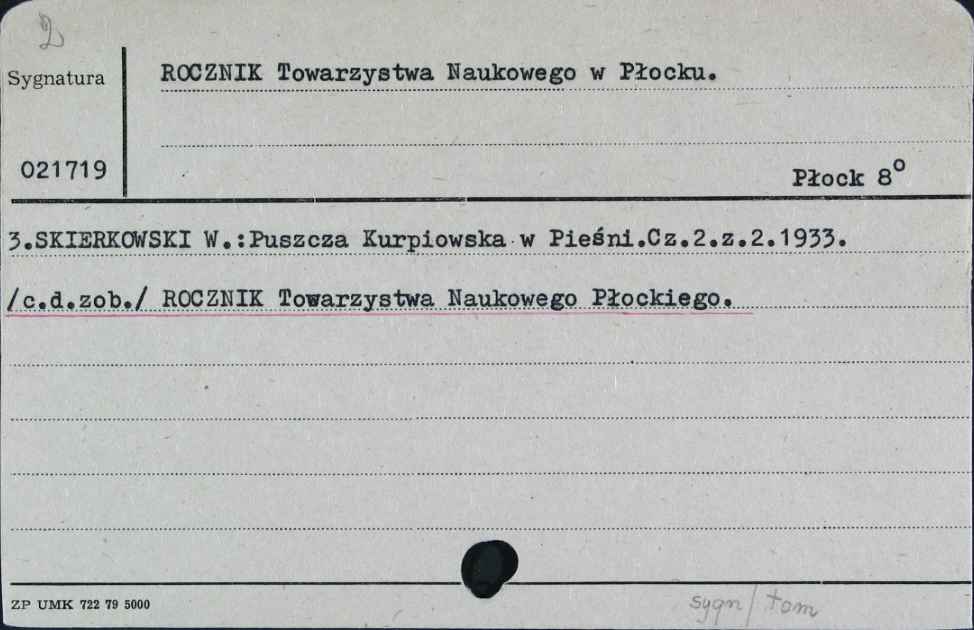 2
Sygnatura
ROCZNIK Towarzystwa Naukowego w Płocku.
021719
Płock 8°
3.SKIERKOWSKI W.:Puszcza Kurpiowska w Pieśni.Cz.2.z.2.1933.
/c.d.zob./ ROCZNIK Towarzystwa Naukowego Płockiego.
ZP UMK 722 79 5000
sygn/tom